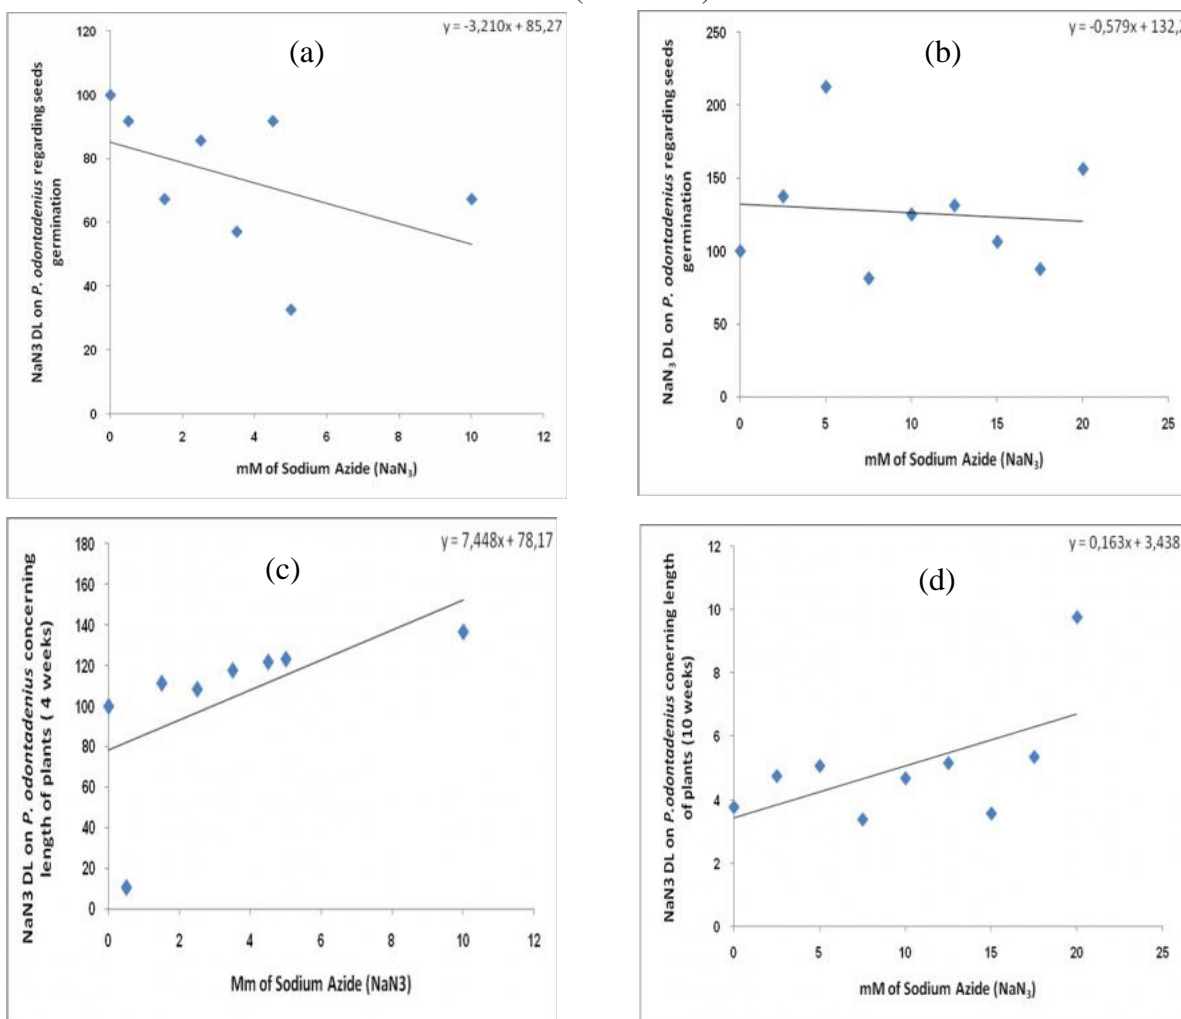 y = -3,210x + 85,27
(a)
NaN3 DL on P. odontadenius regarding seeds
germination
120
100
80
60
40
20
0
0 2 4 6 8 10 12
mM of Sodium Azide (NaN₃)
(b)
NaN₃ DL on P. odontadenius regarding seeds
germination
250
200
150
100
50
0
0 5 10 15 20 25
mM of Sodium Azide (NaN₃)
y = 7,448x + 78,17
(c)
NaN3 DL on P. odontadenius concerning
length of plants ( 4 weeks)
180
160
140
120
100
80
60
40
20
0
0 2 4 6 8 10 12
Mm of Sodium Azide (NaN3)
y = 0,163x + 3,438
(d)
NaN3 DL on P.odontadenius conerning length
of plants (10 weeks)
12
10
8
6
4
2
0
0 5 10 15 20 25
mM of Sodium Azide (NaN₃)